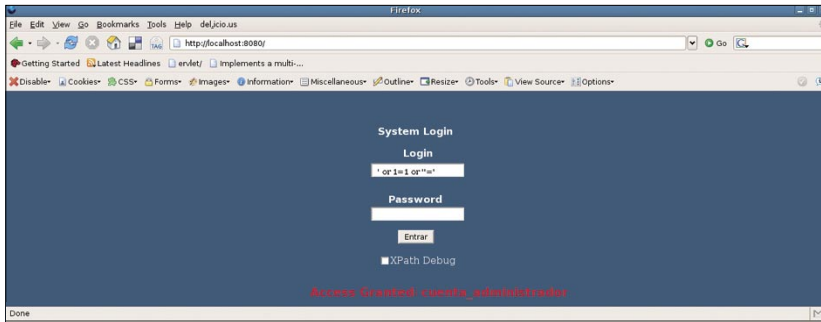 Firefox
File Edit View Go Bookmarks Tools Help del.icio.us
TAG http://localhost:8080/ Go
Getting Started Latest Headlines ervlet/ Implements a multi-...
Disable Cookies CSS Forms Images Information Miscellaneous Outline Resize Tools View Source Options
System Login
Login
' or 1=1 or ''='
Password
Entrar
XPath Debug
Access Granted: cuenta_administrador
Done